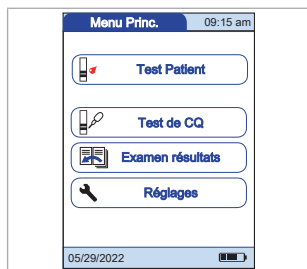 Menu Princ. 09:15 am
Test Patient
Test de CQ
Examen résultats
Réglages
05/29/2022